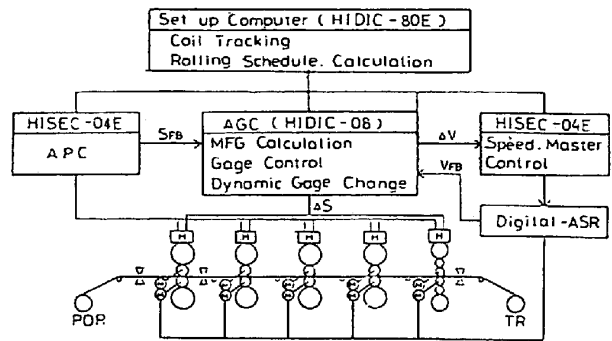 Set up Computer (HIDIC-80E)
Coil Tracking
Rolling Schedule. Calculation
HISEC-04E
APC
SFB
AGC (HIDIC-08)
MFG Calculation
Gage Control
Dynamic Gage Change
ΔV
VFB
HISEC-04E
Speed. Master
Control
ΔS
Digital-ASR
H H H H H
POR
TR